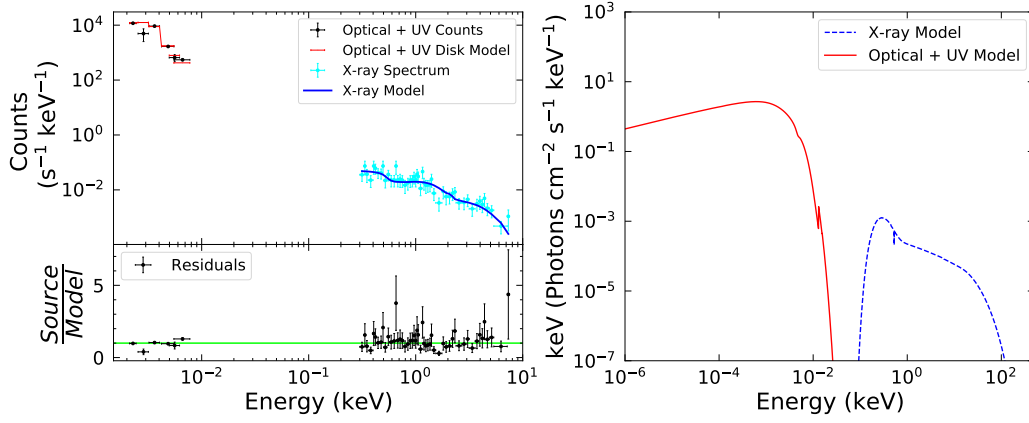 10^4
10^2
10^0
10^−2
Counts
(s^−1 keV^−1)
Optical + UV Counts
Optical + UV Disk Model
X-ray Spectrum
X-ray Model
5
0
Source
Model
Residuals
10^−2
10^−1
10^0
10^1
Energy (keV)
10^3
10^1
10^−1
10^−3
10^−5
10^−7
keV (Photons cm^−2 s^−1 keV^−1)
X-ray Model
Optical + UV Model
10^−6
10^−4
10^−2
10^0
10^2
Energy (keV)